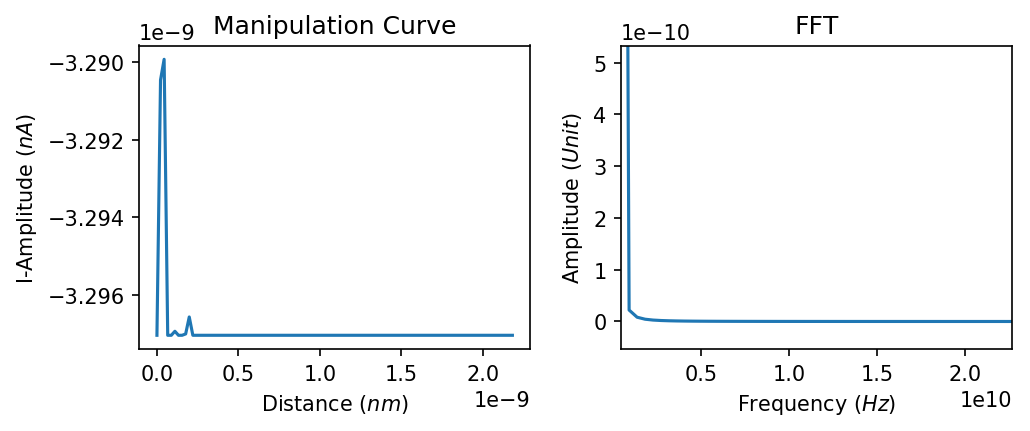 Manipulation Curve
1e−9
−3.290
−3.292
−3.294
−3.296
I-Amplitude (nA)
0.0 0.5 1.0 1.5 2.0
Distance (nm)
1e−9
FFT
1e−10
5
4
3
2
1
0
Amplitude (Unit)
0.5 1.0 1.5 2.0
Frequency (Hz)
1e10